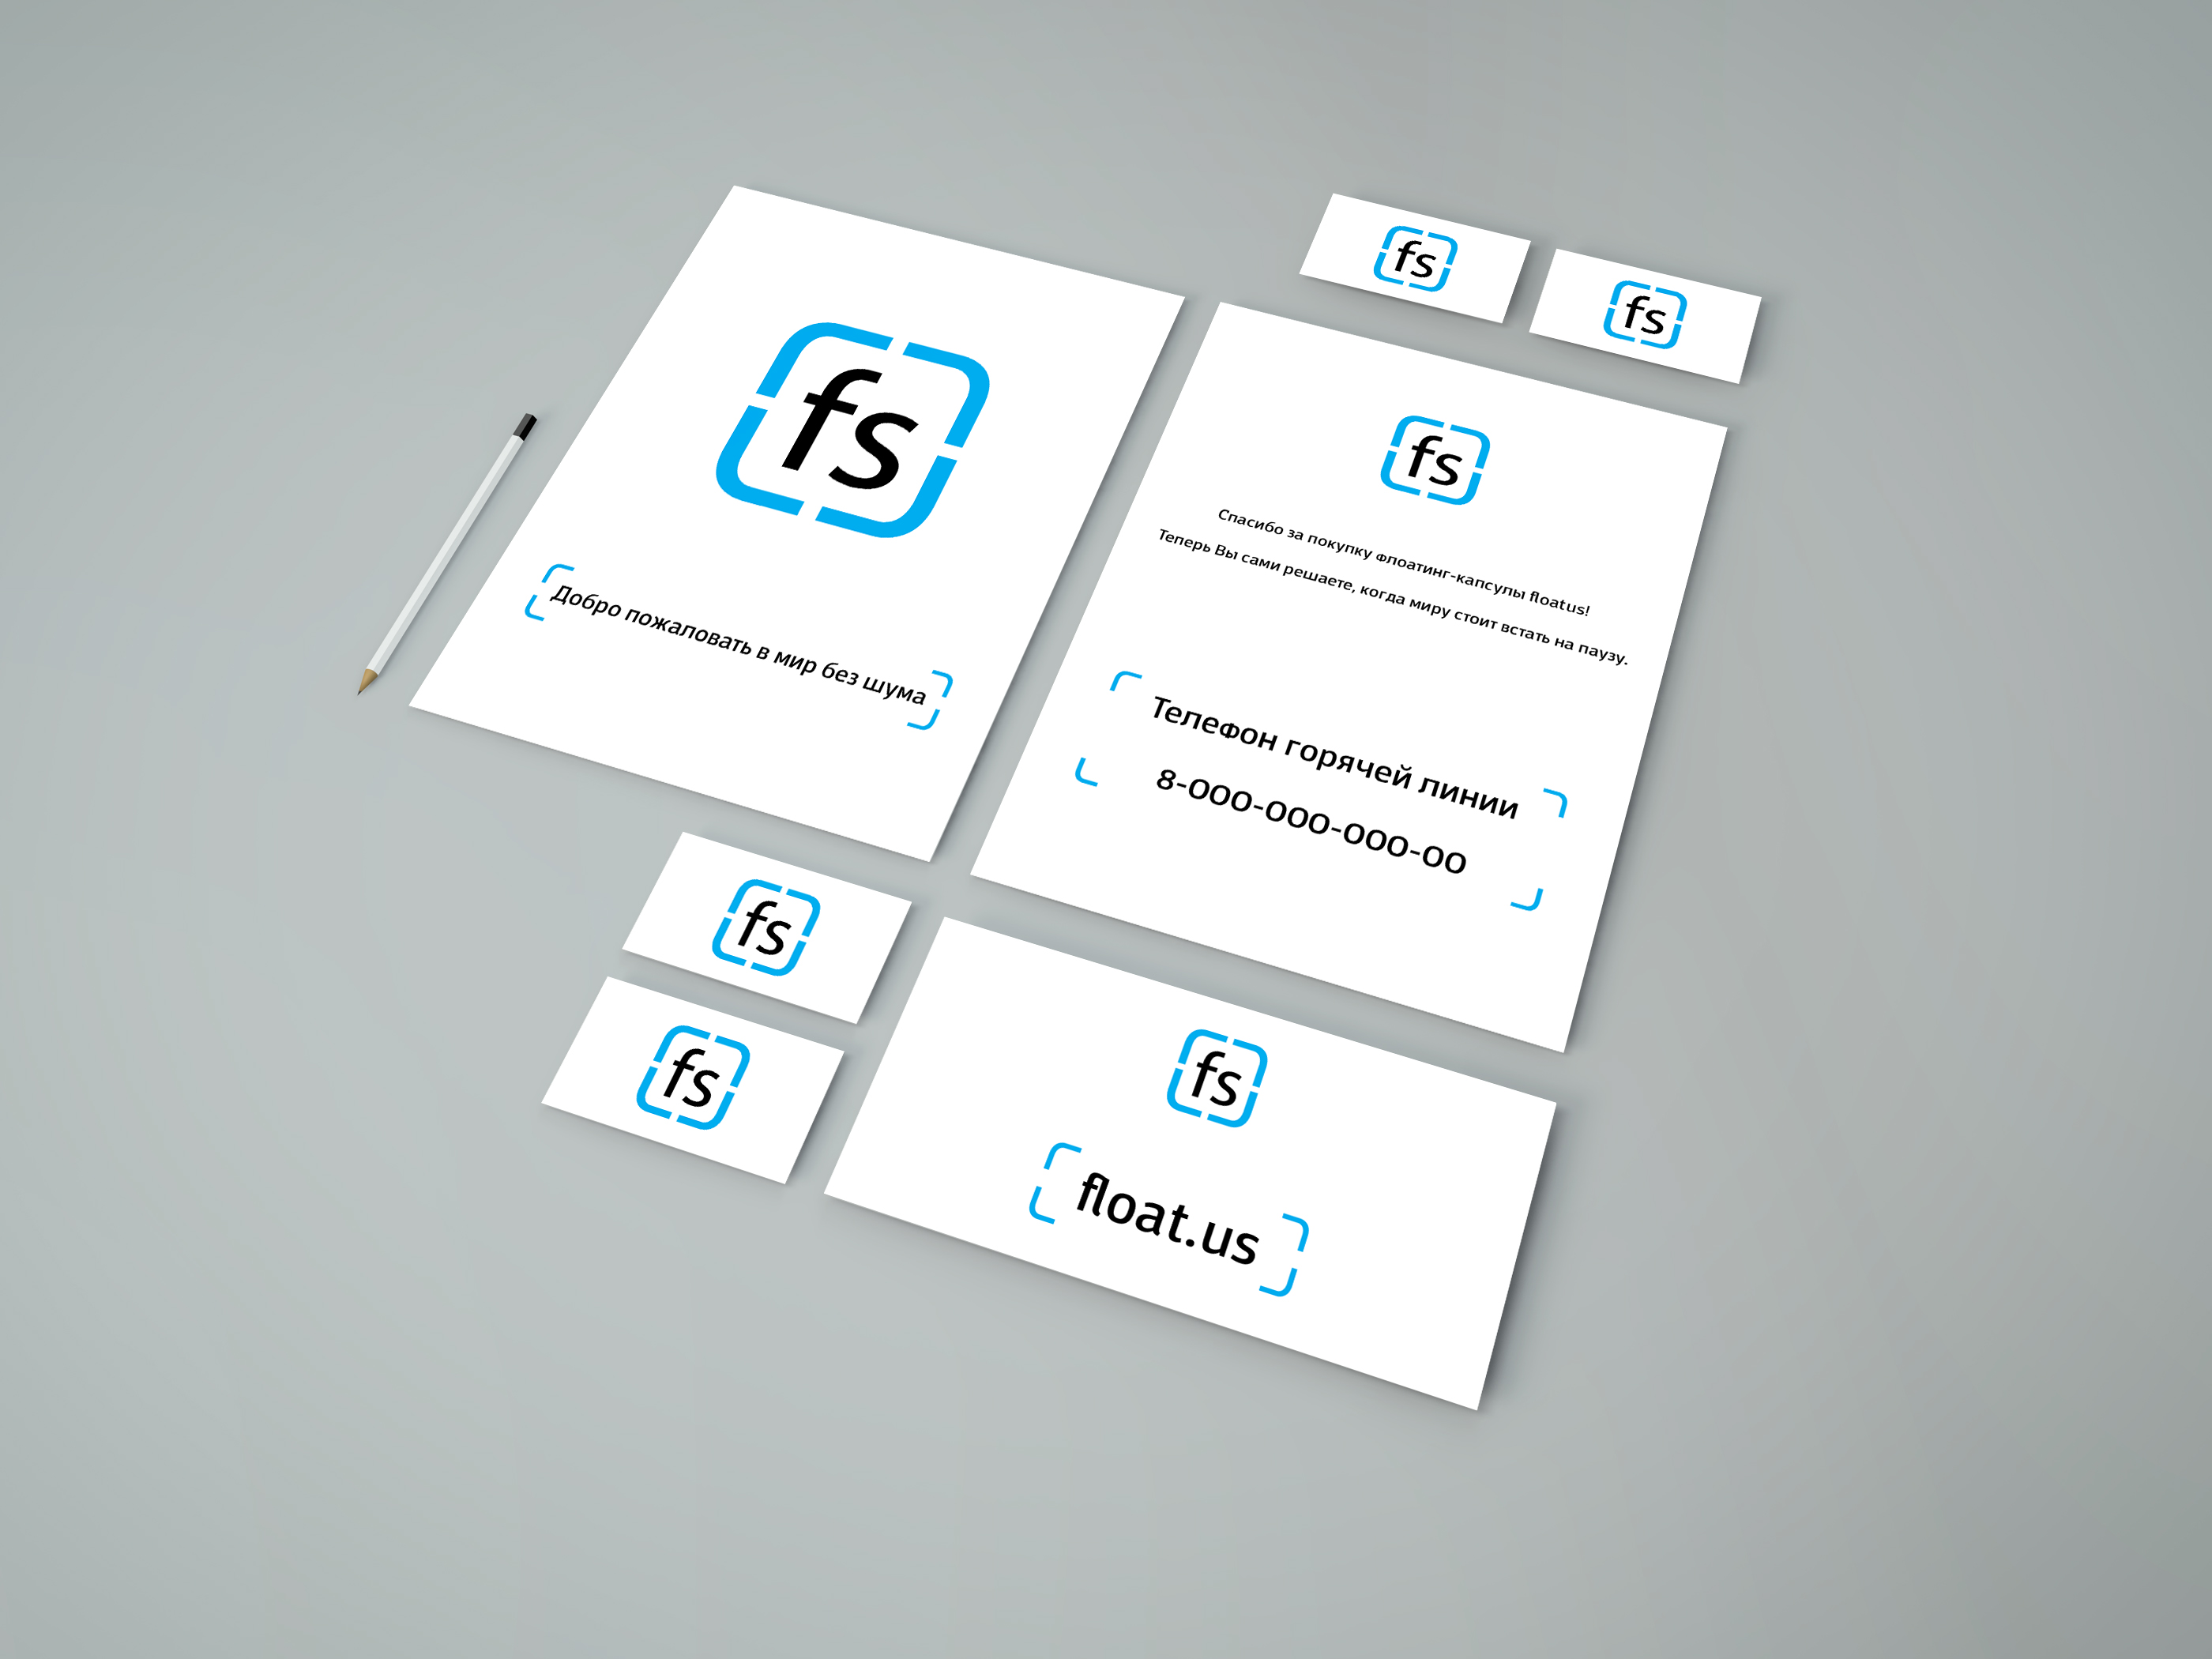 fs
fs
fs
Добро пожаловать в мир без шума
fs
Спасибо за покупку флоатинг-капсулы floatus!
Теперь Вы сами решаете, когда миру стоит встать на паузу.
Телефон горячей линии
8-000-000-000-00
fs
fs
fs
float.us